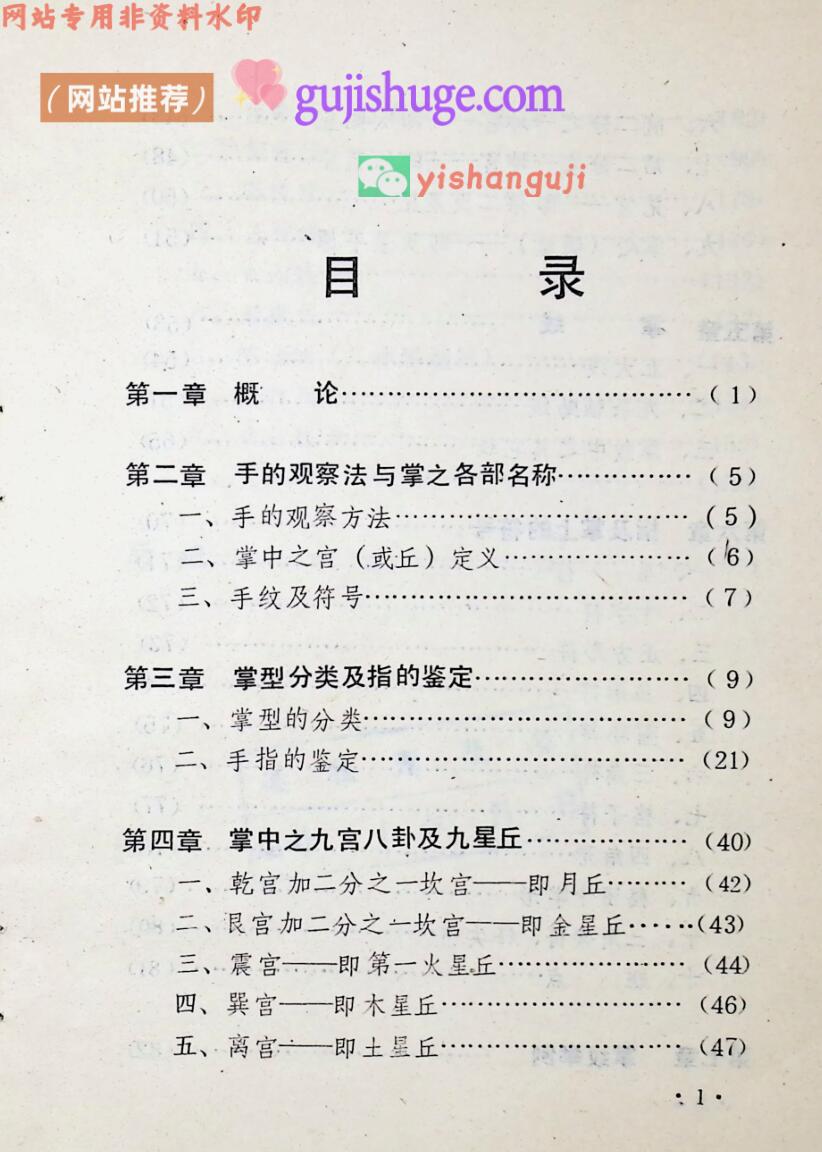 网站专用非资料水印
（网站推荐） gujishuge.com
yishanguji
目 录
第一章 概 论……………………………………（1）
第二章 手的观察法与掌之各部名称……………（5）
一、手的观察方法………………………………（5）
二、掌中之宫（或丘）定义……………………（6）
三、手纹及符号…………………………………（7）
第三章 掌型分类及指的鉴定……………………（9）
一、掌型的分类…………………………………（9）
二、手指的鉴定…………………………………（21）
第四章 掌中之九宫八卦及九星丘………………（40）
一、乾宫加二分之一坎宫——即月丘………（42）
二、艮宫加二分之一坎宫——即金星丘……（43）
三、震宫——即第一火星丘…………………（44）
四、巽宫——即木星丘………………………（46）
五、离宫——即土星丘………………………（47）
·1·